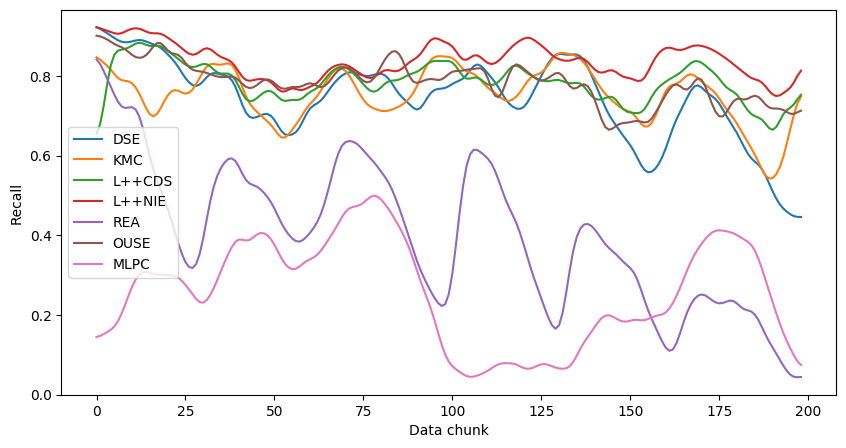 0.8
0.6
0.4
0.2
0.0
Recall
DSE
KMC
L++CDS
L++NIE
REA
OUSE
MLPC
0
25
50
75
100
125
150
175
200
Data chunk